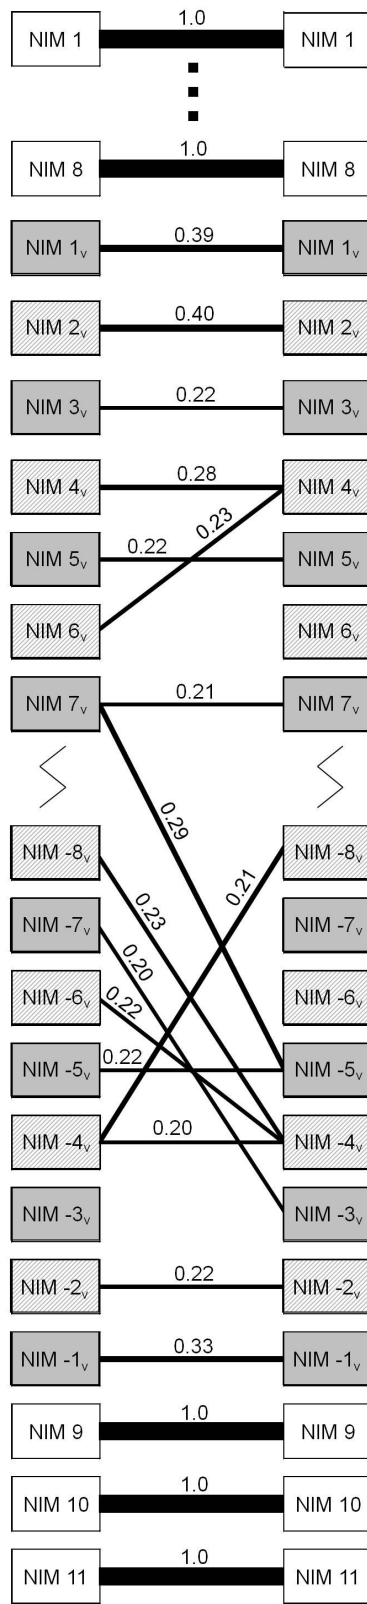 1.0
NIM 1 NIM 1
1.0
NIM 8 NIM 8
0.39
NIM 1v NIM 1v
0.40
NIM 2v NIM 2v
0.22
NIM 3v NIM 3v
0.28
NIM 4v NIM 4v
0.23
0.22
NIM 5v NIM 5v
NIM 6v NIM 6v
0.21
NIM 7v NIM 7v
0.29
NIM -8v NIM -8v
0.21
0.23
NIM -7v NIM -7v
0.20
NIM -6v NIM -6v
0.22
0.22
NIM -5v NIM -5v
0.20
NIM -4v NIM -4v
NIM -3v NIM -3v
0.22
NIM -2v NIM -2v
0.33
NIM -1v NIM -1v
1.0
NIM 9 NIM 9
1.0
NIM 10 NIM 10
1.0
NIM 11 NIM 11